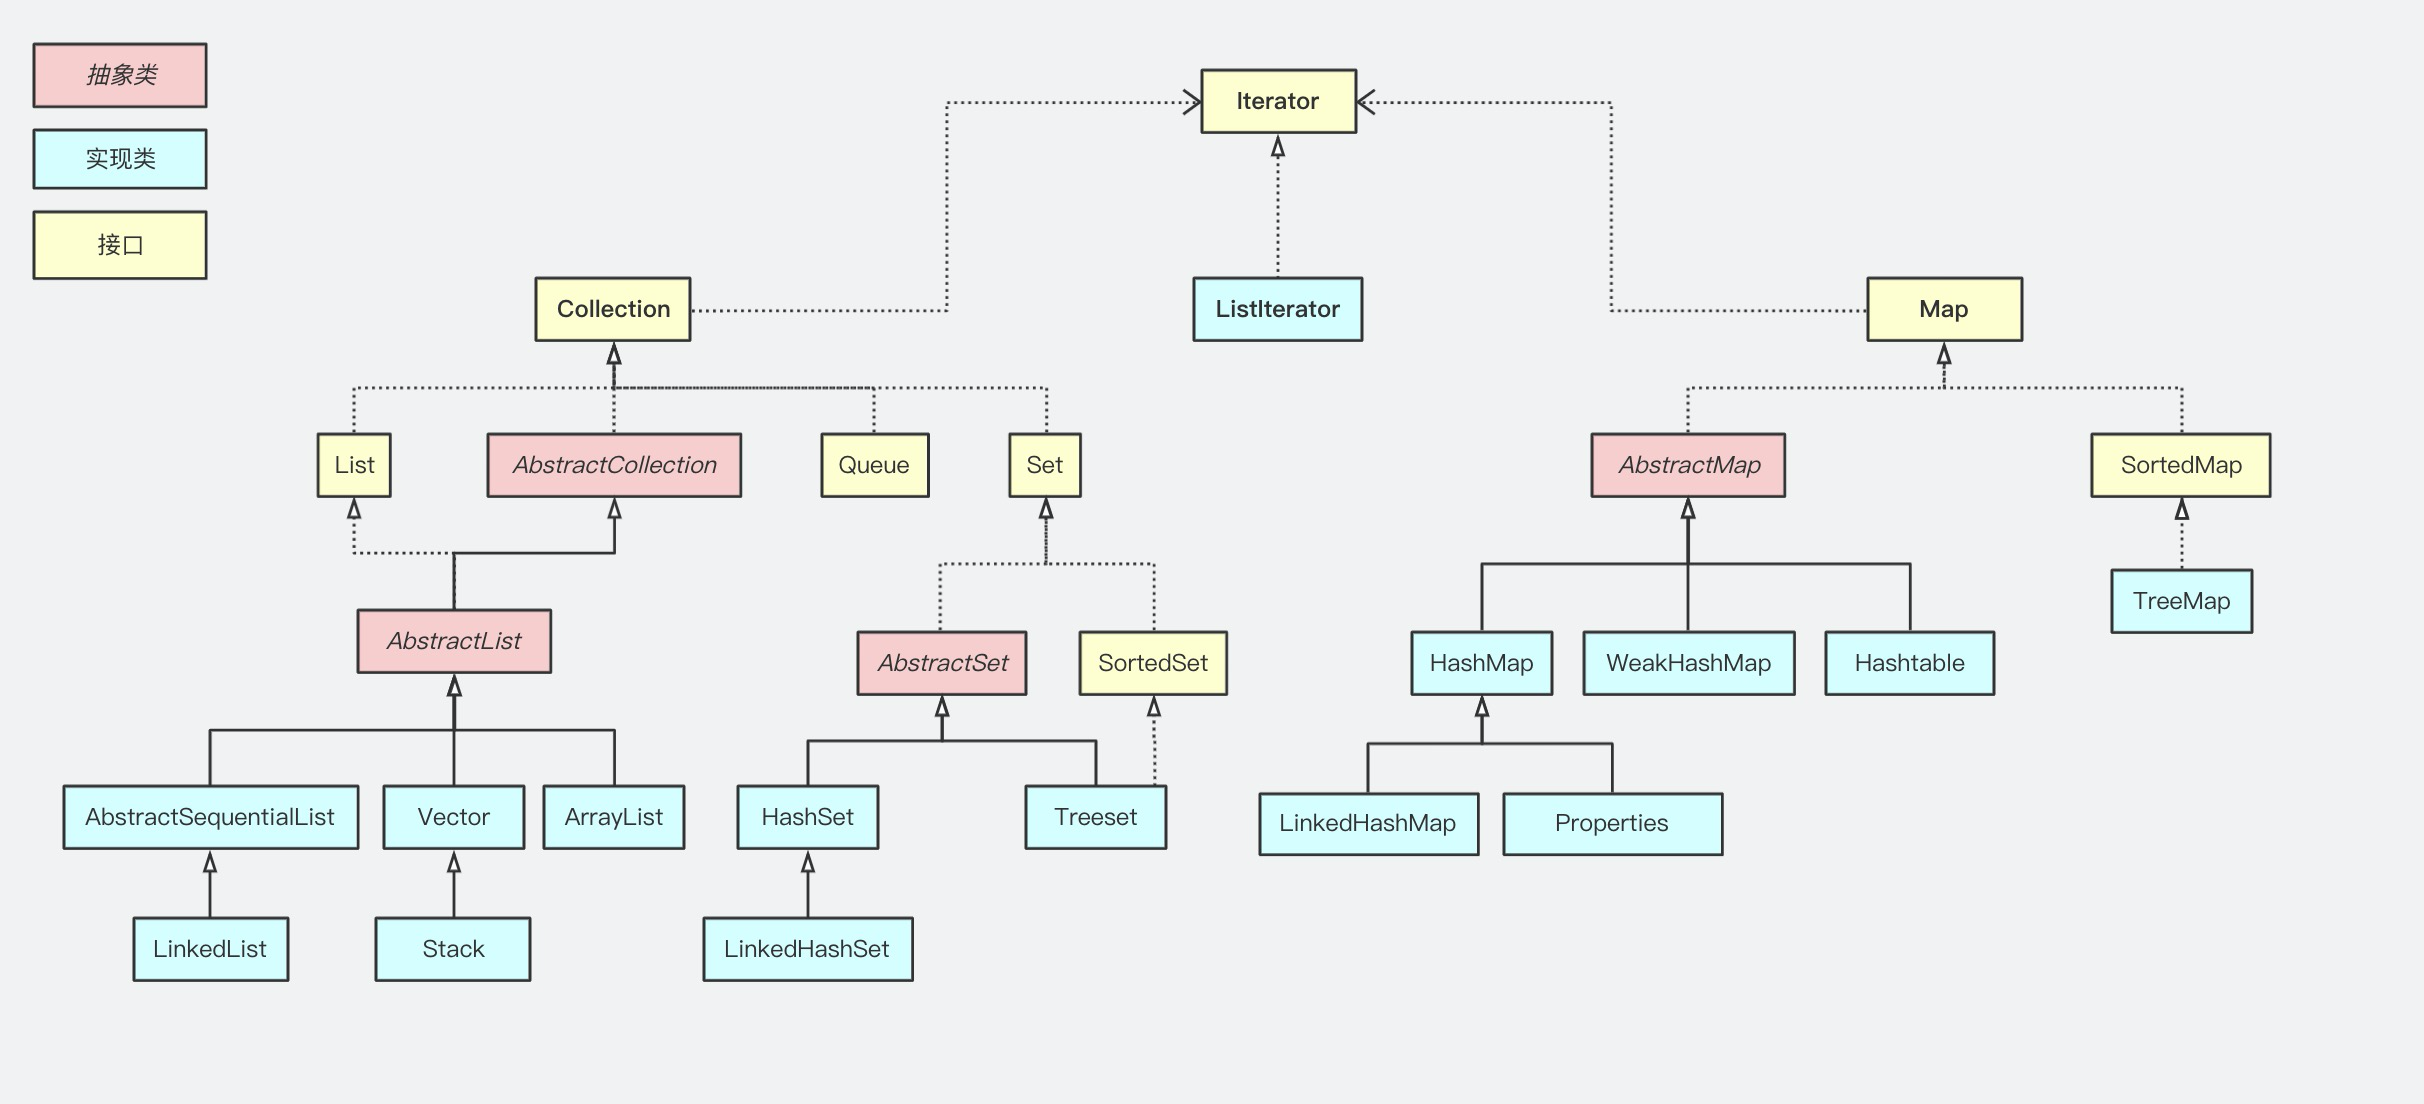 抽象类
实现类
接口
Iterator
Collection
ListIterator
Map
List
AbstractCollection
Queue
Set
AbstractMap
SortedMap
TreeMap
AbstractList
AbstractSet
SortedSet
HashMap
WeakHashMap
Hashtable
AbstractSequentialList
Vector
ArrayList
HashSet
Treeset
LinkedHashMap
Properties
LinkedList
Stack
LinkedHashSet